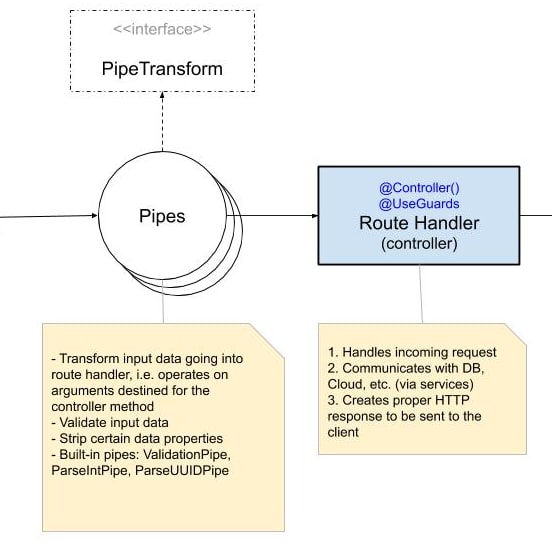 <<interface>>
PipeTransform
Pipes
@Controller()
@UseGuards
Route Handler
(controller)
- Transform input data going into
route handler, i.e. operates on
arguments destined for the
controller method
- Validate input data
- Strip certain data properties
- Built-in pipes: ValidationPipe,
ParseIntPipe, ParseUUIDPipe
1. Handles incoming request
2. Communicates with DB,
Cloud, etc. (via services)
3. Creates proper HTTP
response to be sent to the
client